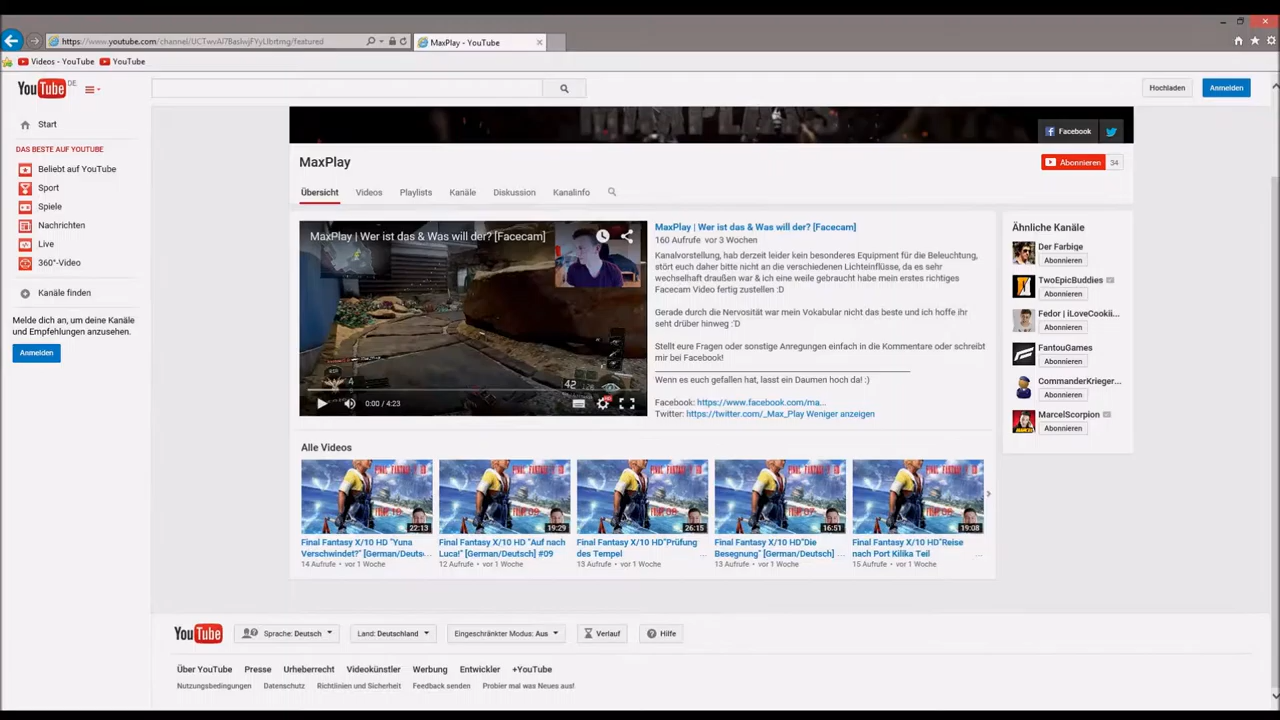 https://www.youtube.com/channel/
MaxPlay - YouTube
Videos - YouTube
YouTube
YouTube DE
Hochladen
Anmelden
Start
DAS BESTE AUF YOUTUBE
Beliebt auf YouTube
Sport
Spiele
Nachrichten
Live
360°-Video
Kanäle finden
Melde dich an, um deine Kanäle
und Empfehlungen anzusehen.
Anmelden
MAXPLAY
Facebook
MaxPlay
Abonnieren 34
Übersicht Videos Playlists Kanäle Diskussion Kanalinfo
MaxPlay | Wer ist das & Was will der? [Facecam]
42
0:00 / 4:23
MaxPlay | Wer ist das & Was will der? [Facecam]
160 Aufrufe vor 3 Wochen
Kanalvorstellung, hab derzeit leider kein besonderes Equipment für die Beleuchtung,
stört euch daher bitte nicht an die verschiedenen Lichteinflüsse, da es sehr
wechselhaft draußen war & ich eine weile gebraucht habe mein erstes richtiges
Facecam Video fertig zustellen :D
Gerade durch die Nervosität war mein Vokabular nicht das beste und ich hoffe ihr
seht drüber hinweg :'D
Stellt eure Fragen oder sonstige Anregungen einfach in die Kommentare oder schreibt
mir bei Facebook!
Wenn es euch gefallen hat, lasst ein Daumen hoch da! :)
Facebook: https://www.facebook.com/ma...
Twitter: https://twitter.com/_Max_Play Weniger anzeigen
Ähnliche Kanäle
Der Farbige
Abonnieren
TwoEpicBuddies
Abonnieren
Fedor | iLoveCookii...
Abonnieren
FantouGames
Abonnieren
CommanderKrieger...
Abonnieren
MarcelScorpion
Abonnieren
Alle Videos
22:13
Final Fantasy X/10 HD "Yuna
Verschwindet?" [German/Deuts...
14 Aufrufe • vor 1 Woche
19:29
Final Fantasy X/10 HD "Auf nach
Luca!" [German/Deutsch] #09
12 Aufrufe • vor 1 Woche
26:15
Final Fantasy X/10 HD"Prüfung
des Tempel ...
13 Aufrufe • vor 1 Woche
16:51
Final Fantasy X/10 HD"Die
Besegnung" [German/Deutsch] ...
13 Aufrufe • vor 1 Woche
19:08
Final Fantasy X/10 HD"Reise
nach Port Kilika Teil ...
15 Aufrufe • vor 1 Woche
YouTube
Sprache: Deutsch
Land: Deutschland
Eingeschränkter Modus: Aus
Verlauf
Hilfe
Über YouTube Presse Urheberrecht Videokünstler Werbung Entwickler +YouTube
Nutzungsbedingungen Datenschutz Richtlinien und Sicherheit Feedback senden Probier mal was Neues aus!